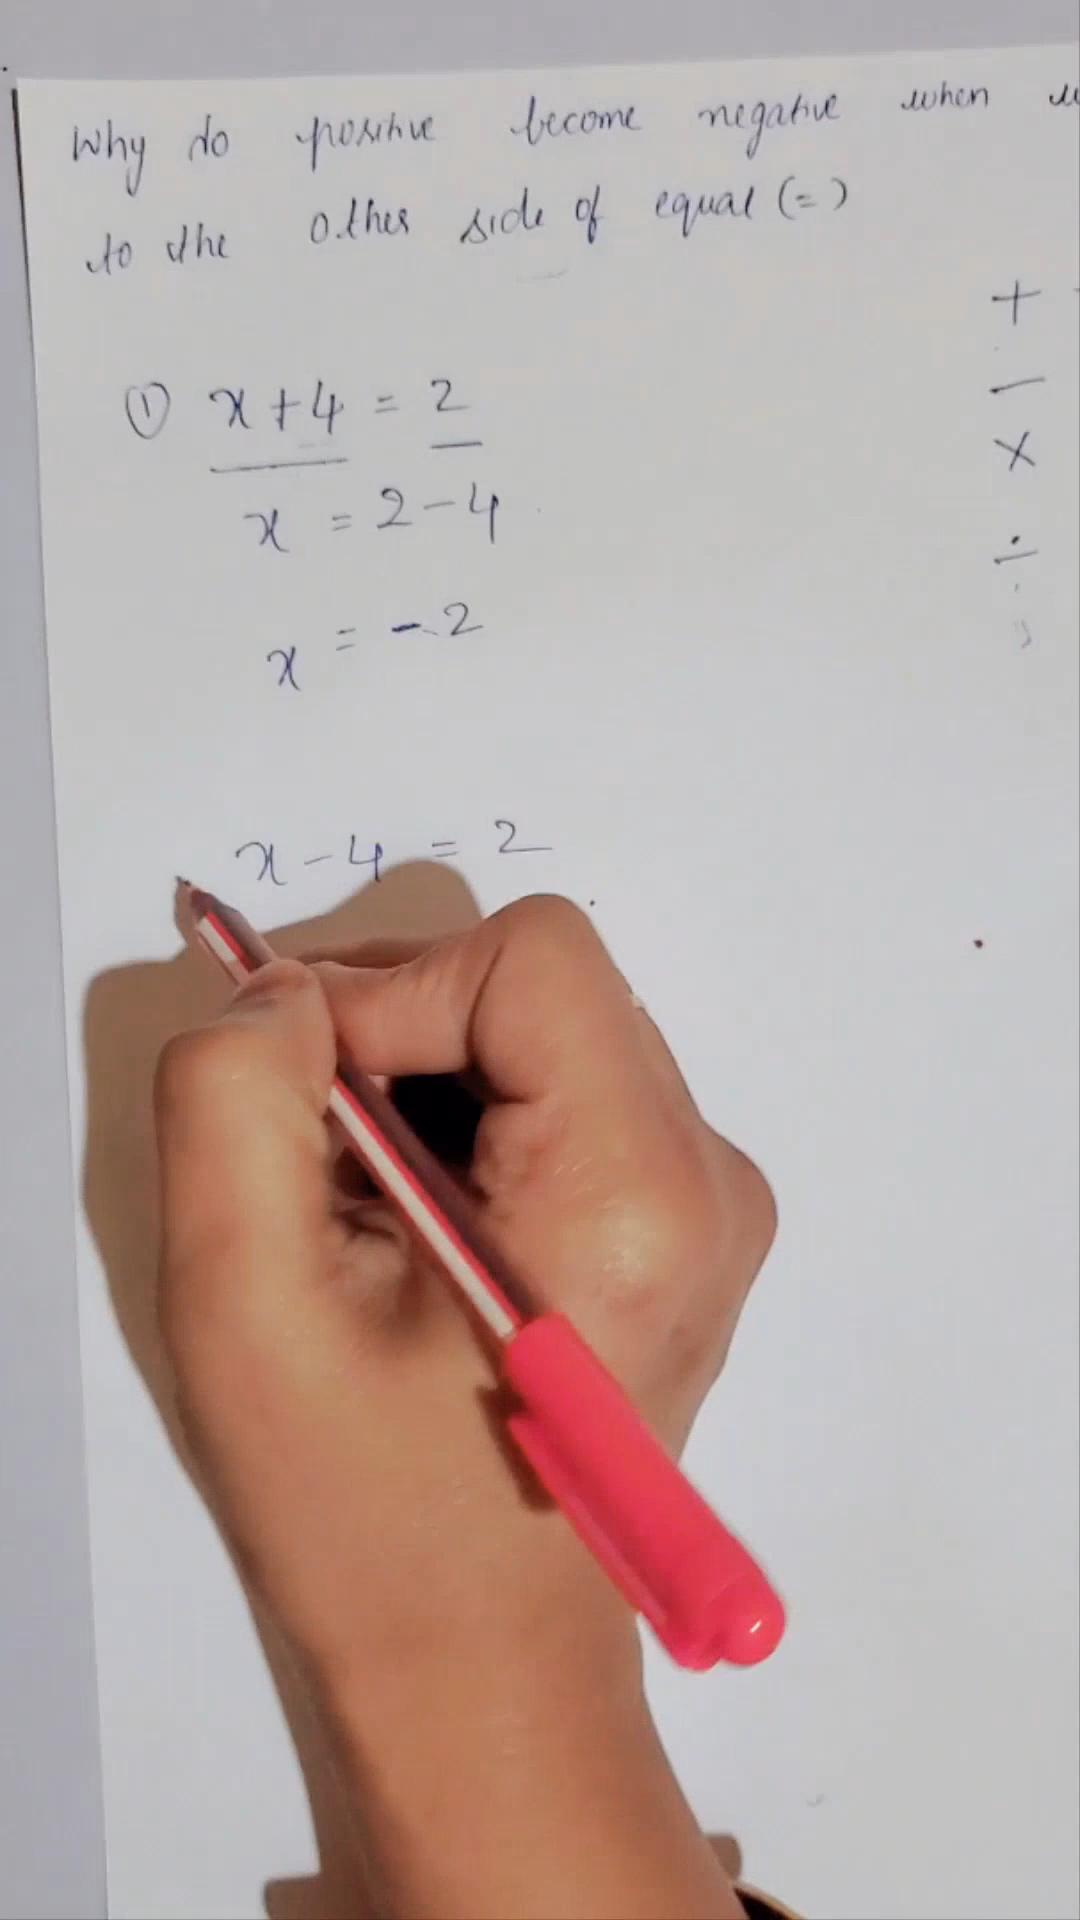 Why do positive become negative when
to the other side of equal (=)
① x + 4 = 2
x = 2 - 4
x = - 2
x - 4 = 2
+
-
×
÷